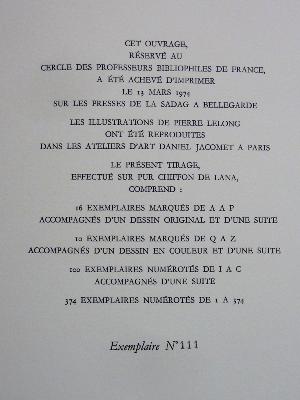 CET OUVRAGE,
RÉSERVÉ AU
CERCLE DES PROFESSEURS BIBLIOPHILES DE FRANCE,
A ÉTÉ ACHEVÉ D'IMPRIMER
LE 13 MARS 1974
SUR LES PRESSES DE LA SADAG A BELLEGARDE
LES ILLUSTRATIONS DE PIERRE LELONG
ONT ÉTÉ REPRODUITES
DANS LES ATELIERS D'ART DANIEL JACOMET A PARIS
LE PRÉSENT TIRAGE,
EFFECTUÉ SUR PUR CHIFFON DE LANA,
COMPREND :
16 EXEMPLAIRES MARQUÉS DE A A P
ACCOMPAGNÉS D'UN DESSIN ORIGINAL ET D'UNE SUITE
10 EXEMPLAIRES MARQUÉS DE Q A Z
ACCOMPAGNÉS D'UN DESSIN EN COULEUR ET D'UNE SUITE
100 EXEMPLAIRES NUMÉROTÉS DE I A C
ACCOMPAGNÉS D'UNE SUITE
374 EXEMPLAIRES NUMÉROTÉS DE 1 A 374
Exemplaire N° 111